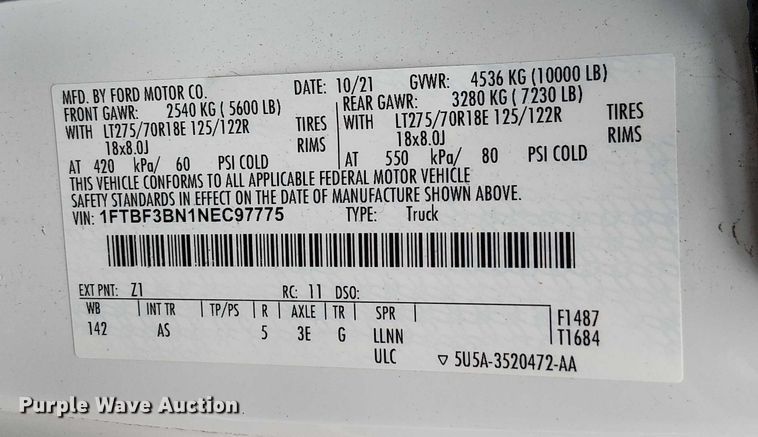 MFD. BY FORD MOTOR CO. DATE: 10/21 GVWR: 4536 KG (10000 LB)
FRONT GAWR: 2540 KG (5600 LB) REAR GAWR: 3280 KG (7230 LB)
WITH LT275/70R18E 125/122R TIRES WITH LT275/70R18E 125/122R TIRES
18x8.0J RIMS 18x8.0J RIMS
AT 420 kPa/ 60 PSI COLD AT 550 kPa/ 80 PSI COLD
THIS VEHICLE CONFORMS TO ALL APPLICABLE FEDERAL MOTOR VEHICLE
SAFETY STANDARDS IN EFFECT ON THE DATE OF MANUFACTURE SHOWN ABOVE.
VIN: 1FTBF3BN1NEC97775 TYPE: Truck
EXT PNT: Z1 RC: 11 DSO:
WB | INT TR | TP/PS | R | AXLE | TR | SPR F1487
142 AS 5 3E G LLNN T1684
ULC ▽ 5U5A-3520472-AA
Purple Wave Auction